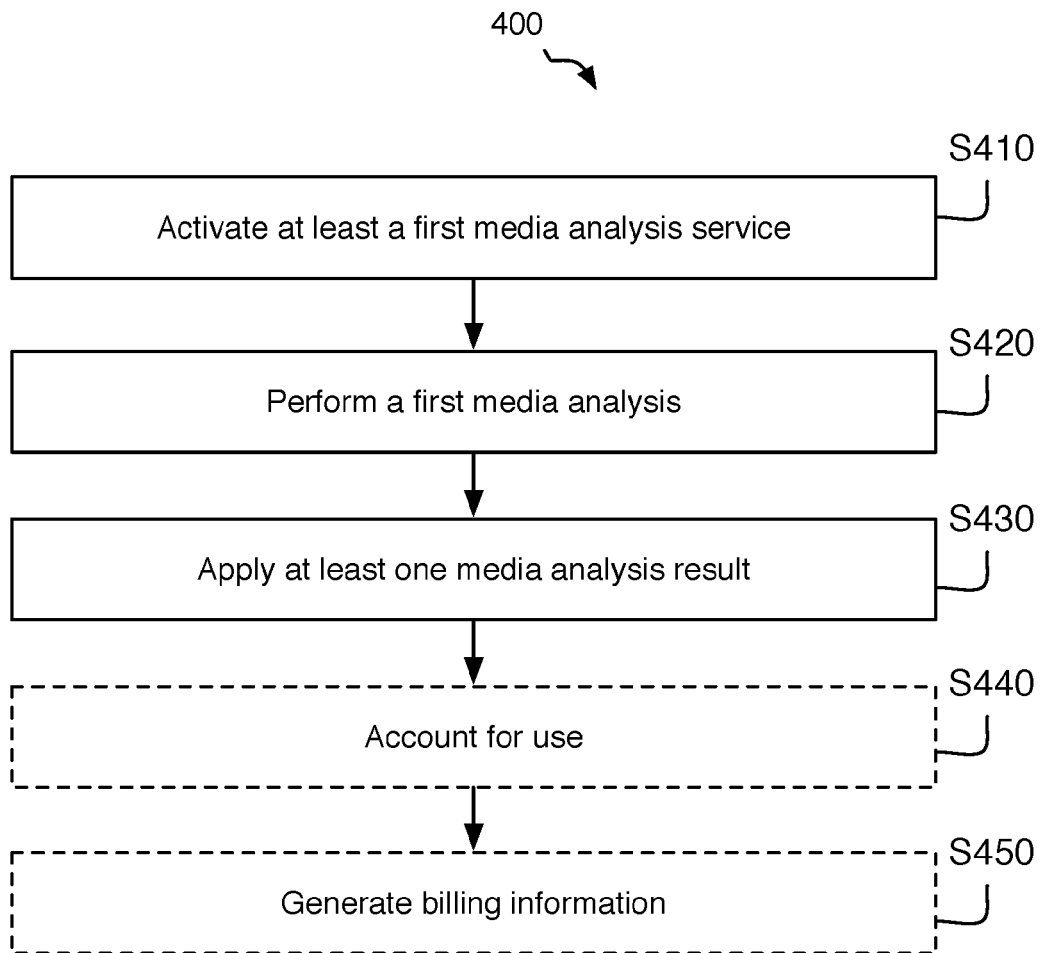 400
S410
Activate at least a first media analysis service
S420
Perform a first media analysis
S430
Apply at least one media analysis result
S440
Account for use
S450
Generate billing information